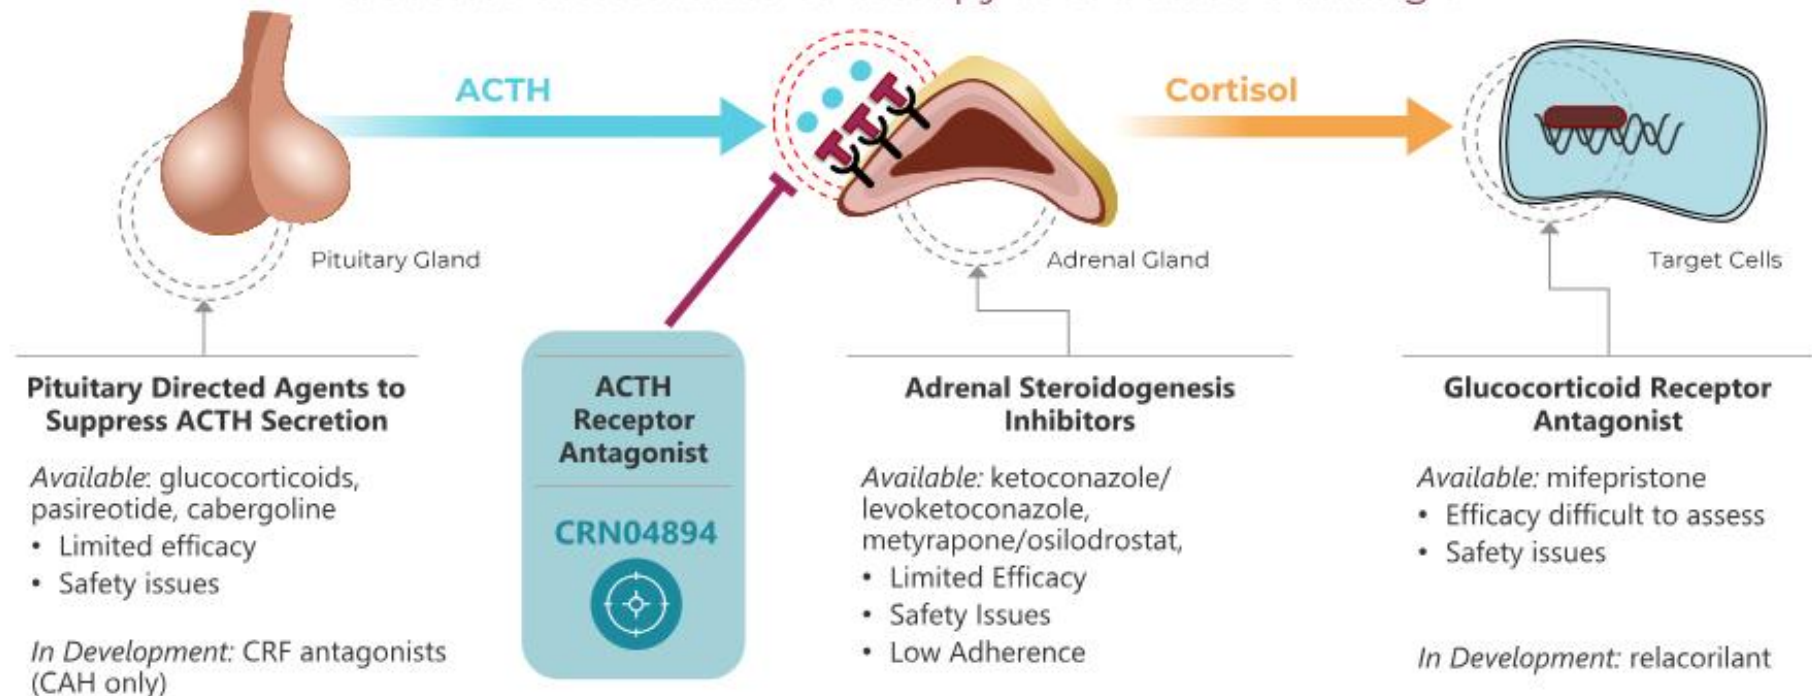 ACTH
Cortisol
Pituitary Gland
Adrenal Gland
Target Cells
Pituitary Directed Agents to
Suppress ACTH Secretion
Available: glucocorticoids,
pasireotide, cabergoline
• Limited efficacy
• Safety issues
In Development: CRF antagonists
(CAH only)
ACTH
Receptor
Antagonist
CRN04894
Adrenal Steroidogenesis
Inhibitors
Available: ketoconazole/
levoketoconazole,
metyrapone/osilodrostat,
• Limited Efficacy
• Safety Issues
• Low Adherence
Glucocorticoid Receptor
Antagonist
Available: mifepristone
• Efficacy difficult to assess
• Safety issues
In Development: relacorilant